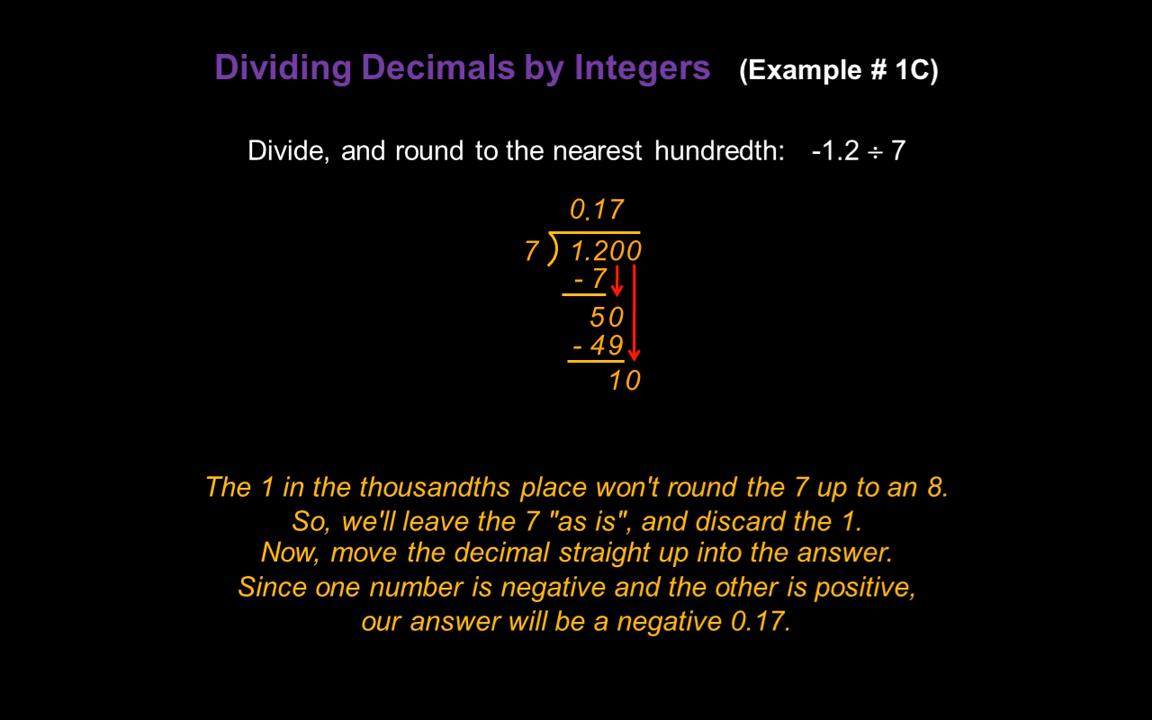 Dividing Decimals by Integers (Example # 1C)
Divide, and round to the nearest hundredth: -1.2 ÷ 7
0.17
7 ) 1.200
- 7
50
- 49
10
The 1 in the thousandths place won't round the 7 up to an 8.
So, we'll leave the 7 "as is", and discard the 1.
Now, move the decimal straight up into the answer.
Since one number is negative and the other is positive,
our answer will be a negative 0.17.